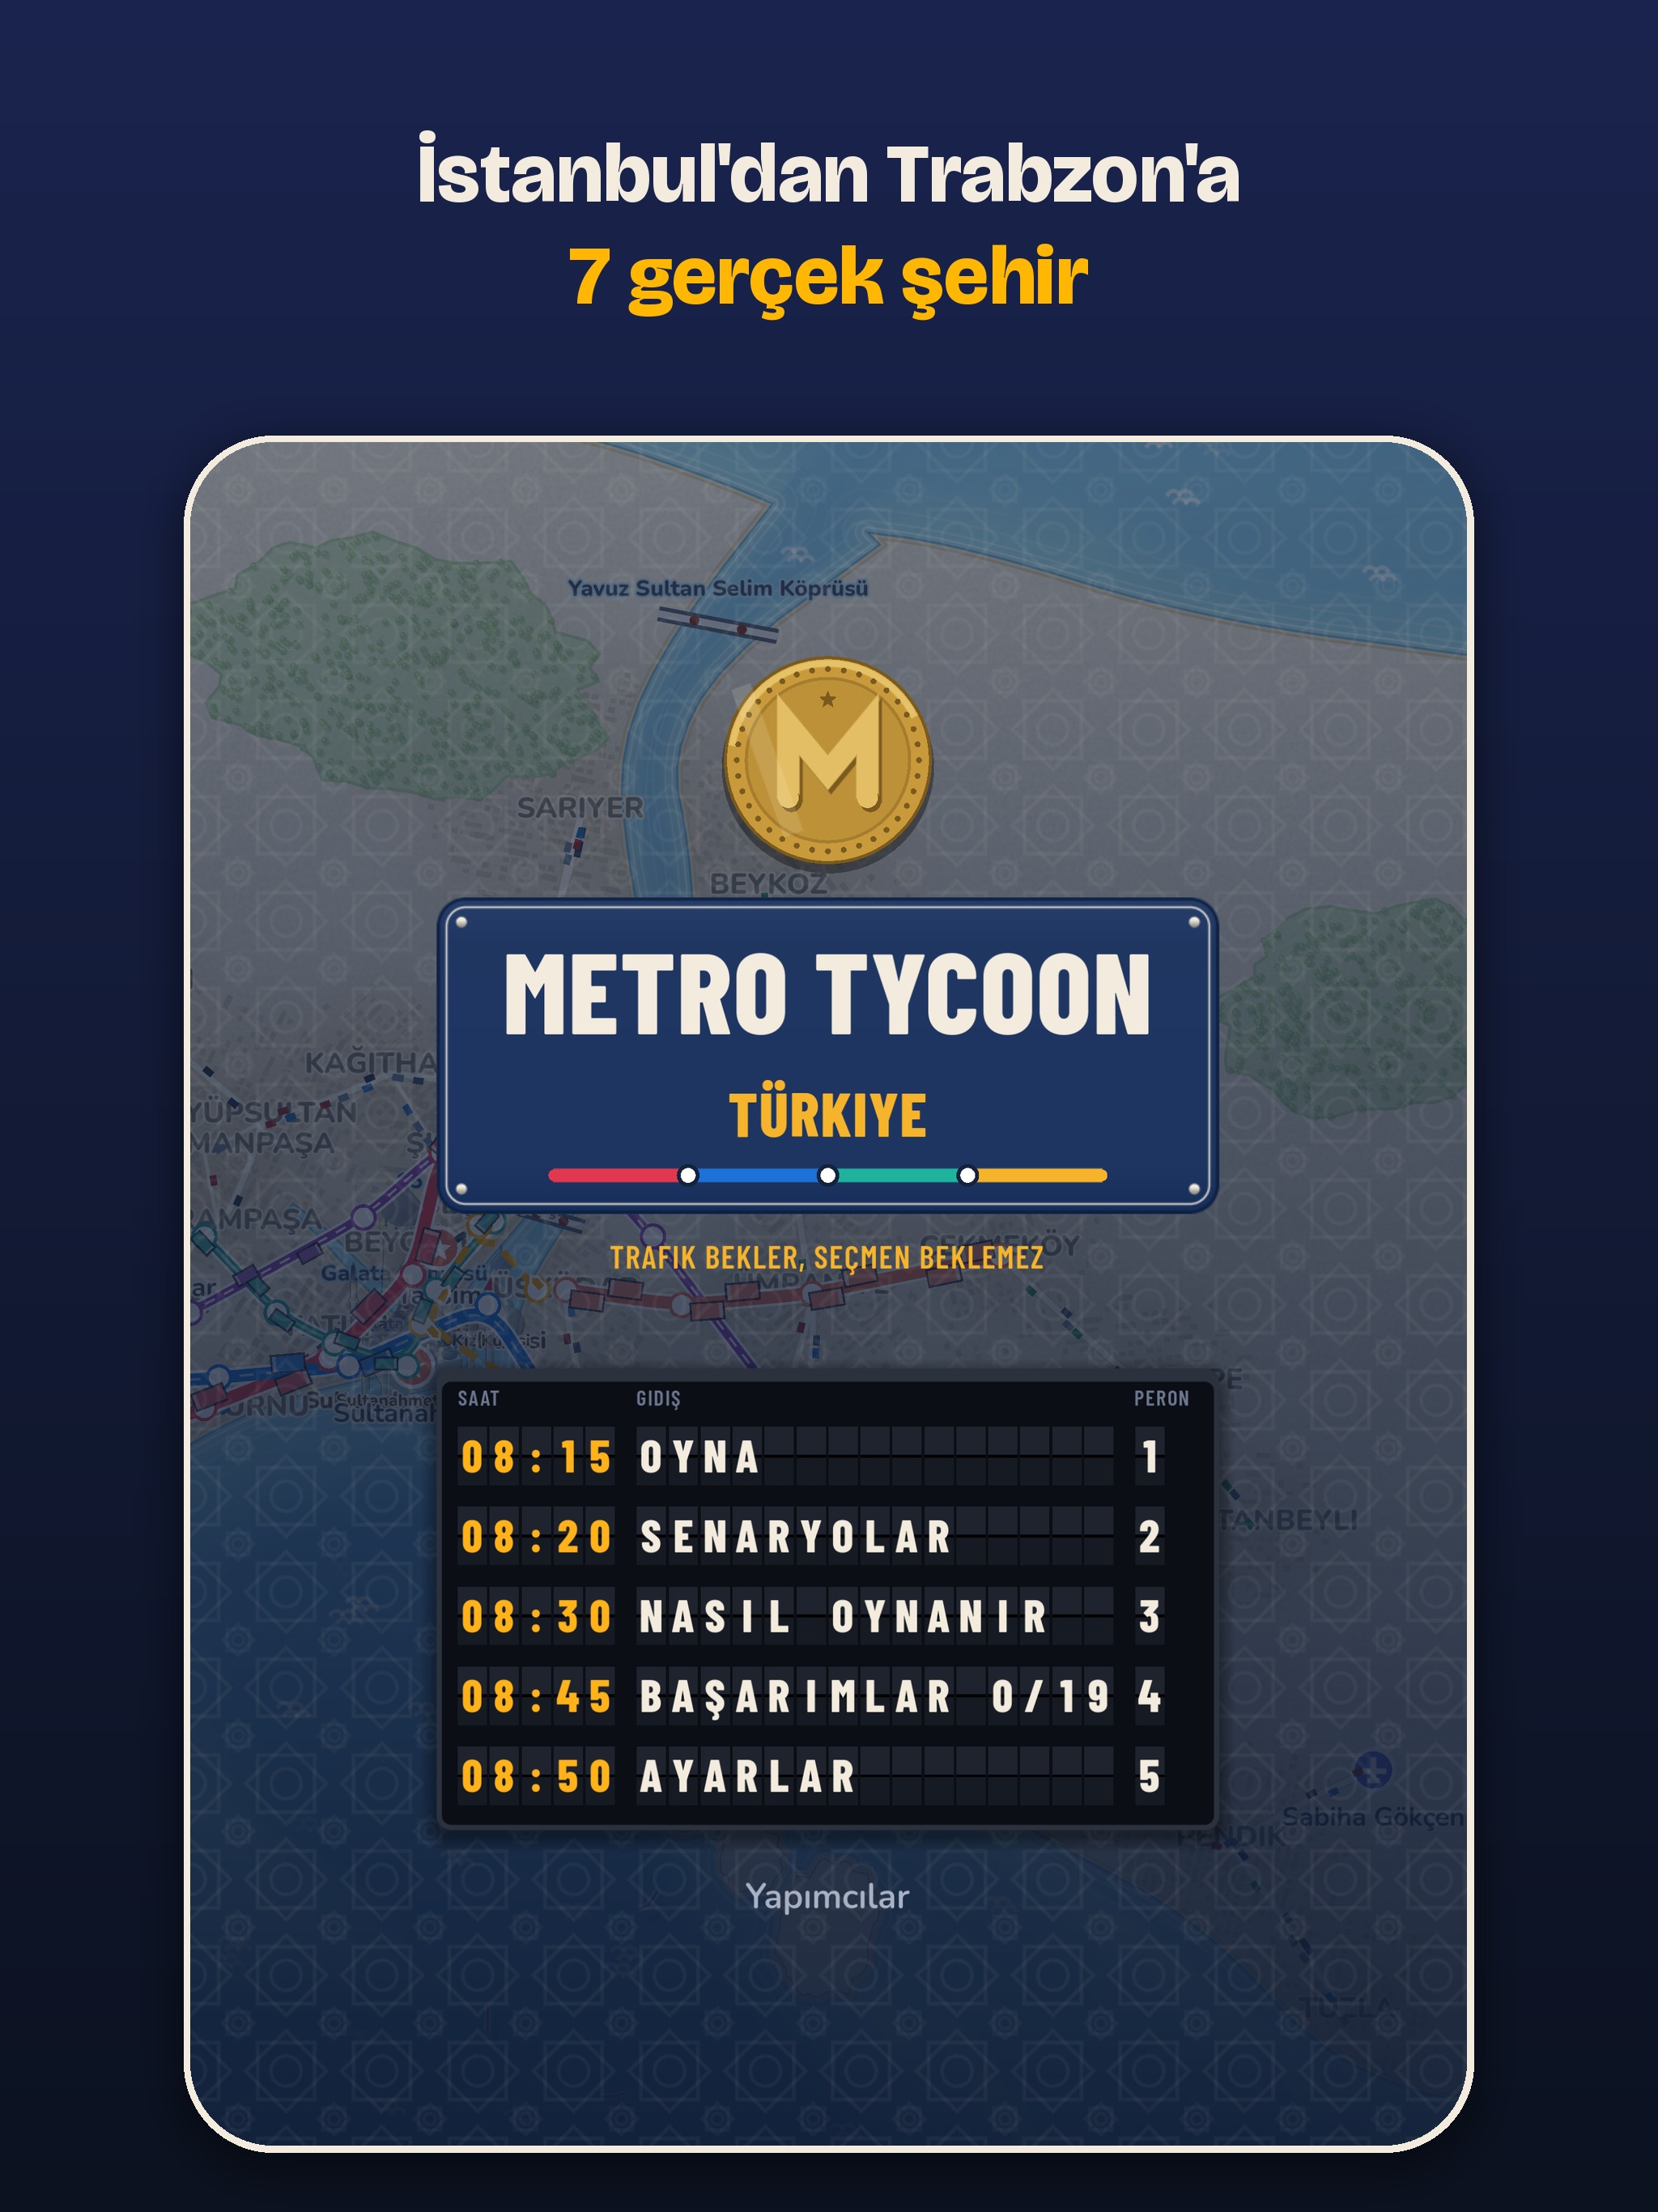 İstanbul'dan Trabzon'a
7 gerçek şehir
Yavuz Sultan Selim Köprüsü
M
SARIYER
BEYKOZ
METRO TYCOON
TÜRKIYE
TRAFIK BEKLER, SEÇMEN BEKLEMEZ
SAAT GIDIŞ PERON
08:15 OYNA 1
08:20 SENARYOLAR 2
08:30 NASIL OYNANIR 3
08:45 BAŞARIMLAR 0/19 4
08:50 AYARLAR 5
Sabiha Gökçen
PENDIK
Yapımcılar
TUZLA